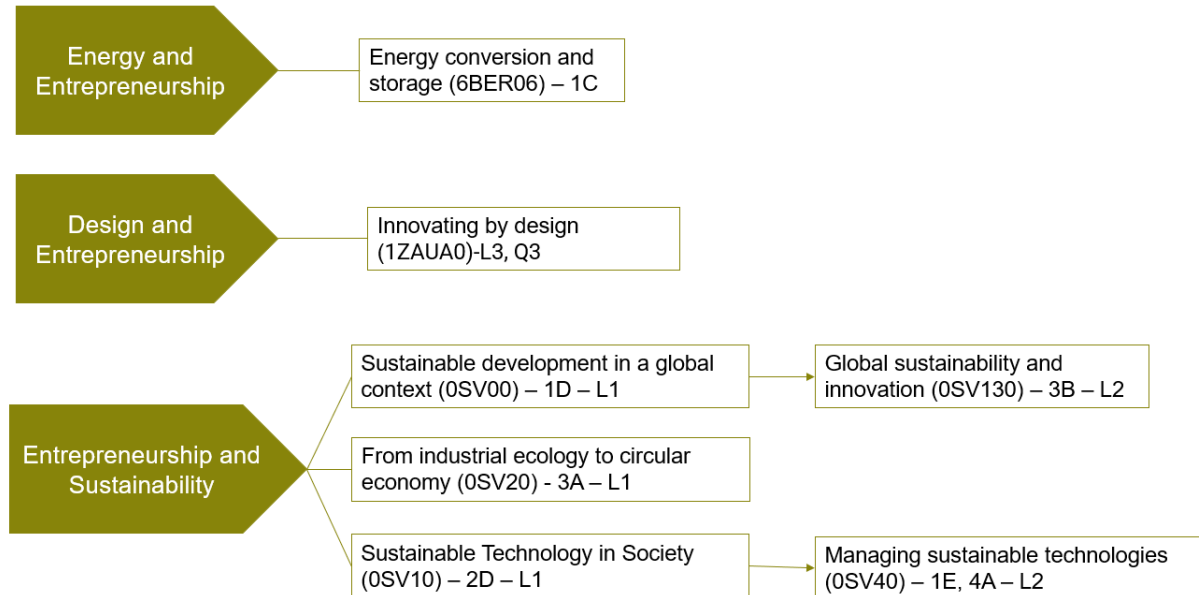 Energy and
Entrepreneurship
Energy conversion and
storage (6BER06) – 1C
Design and
Entrepreneurship
Innovating by design
(1ZAUA0)-L3, Q3
Entrepreneurship and
Sustainability
Sustainable development in a global
context (0SV00) – 1D – L1
Global sustainability and
innovation (0SV130) – 3B – L2
From industrial ecology to circular
economy (0SV20) - 3A – L1
Sustainable Technology in Society
(0SV10) – 2D – L1
Managing sustainable technologies
(0SV40) – 1E, 4A – L2